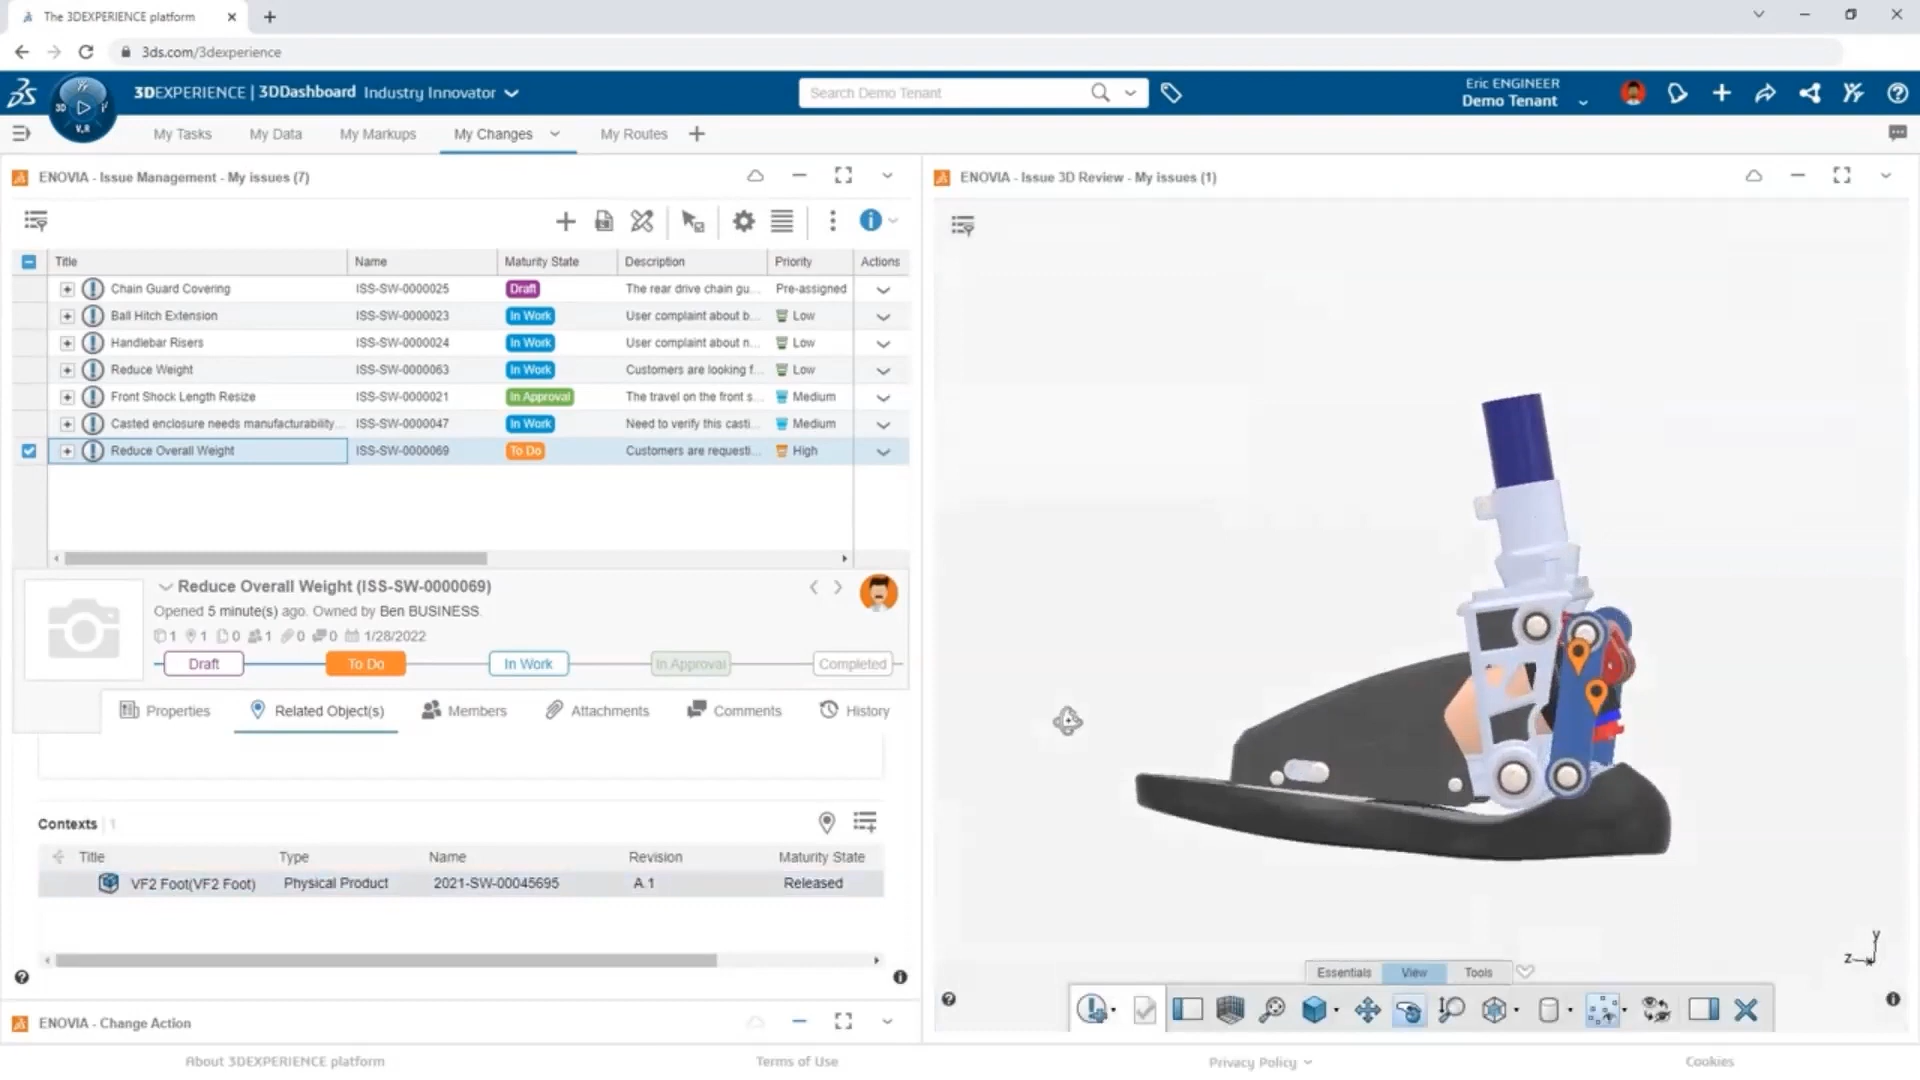 The 3DEXPERIENCE platform
3ds.com/3dexperience
3DEXPERIENCE | 3DDashboard Industry Innovator
Search Demo Tenant
Eric ENGINEER
Demo Tenant
3D
V.R
My Tasks
My Data
My Markups
My Changes
My Routes
ENOVIA - Issue Management - My issues (7)
Title Name Maturity State Description Priority Actions
Chain Guard Covering ISS-SW-0000025 Draft The rear drive chain gu... Pre-assigned
Ball Hitch Extension ISS-SW-0000023 In Work User complaint about b... Low
Handlebar Risers ISS-SW-0000024 In Work User complaint about n... Low
Reduce Weight ISS-SW-0000063 In Work Customers are looking f... Low
Front Shock Length Resize ISS-SW-0000021 In Approval The travel on the front s... Medium
Casted enclosure needs manufacturability... ISS-SW-0000047 In Work Need to verify this casti... Medium
Reduce Overall Weight ISS-SW-0000069 To Do Customers are requesti... High
Reduce Overall Weight (ISS-SW-0000069)
Opened 5 minute(s) ago. Owned by Ben BUSINESS.
1 1 0 1 0 0 1/28/2022
Draft To Do In Work In Approval Completed
Properties Related Object(s) Members Attachments Comments History
Contexts | 1
Title Type Name Revision Maturity State
VF2 Foot(VF2 Foot) Physical Product 2021-SW-00045695 A.1 Released
ENOVIA - Change Action
ENOVIA - Issue 3D Review - My issues (1)
y
z
x
Essentials View Tools
About 3DEXPERIENCE platform
Terms of Use
Privacy Policy
Cookies